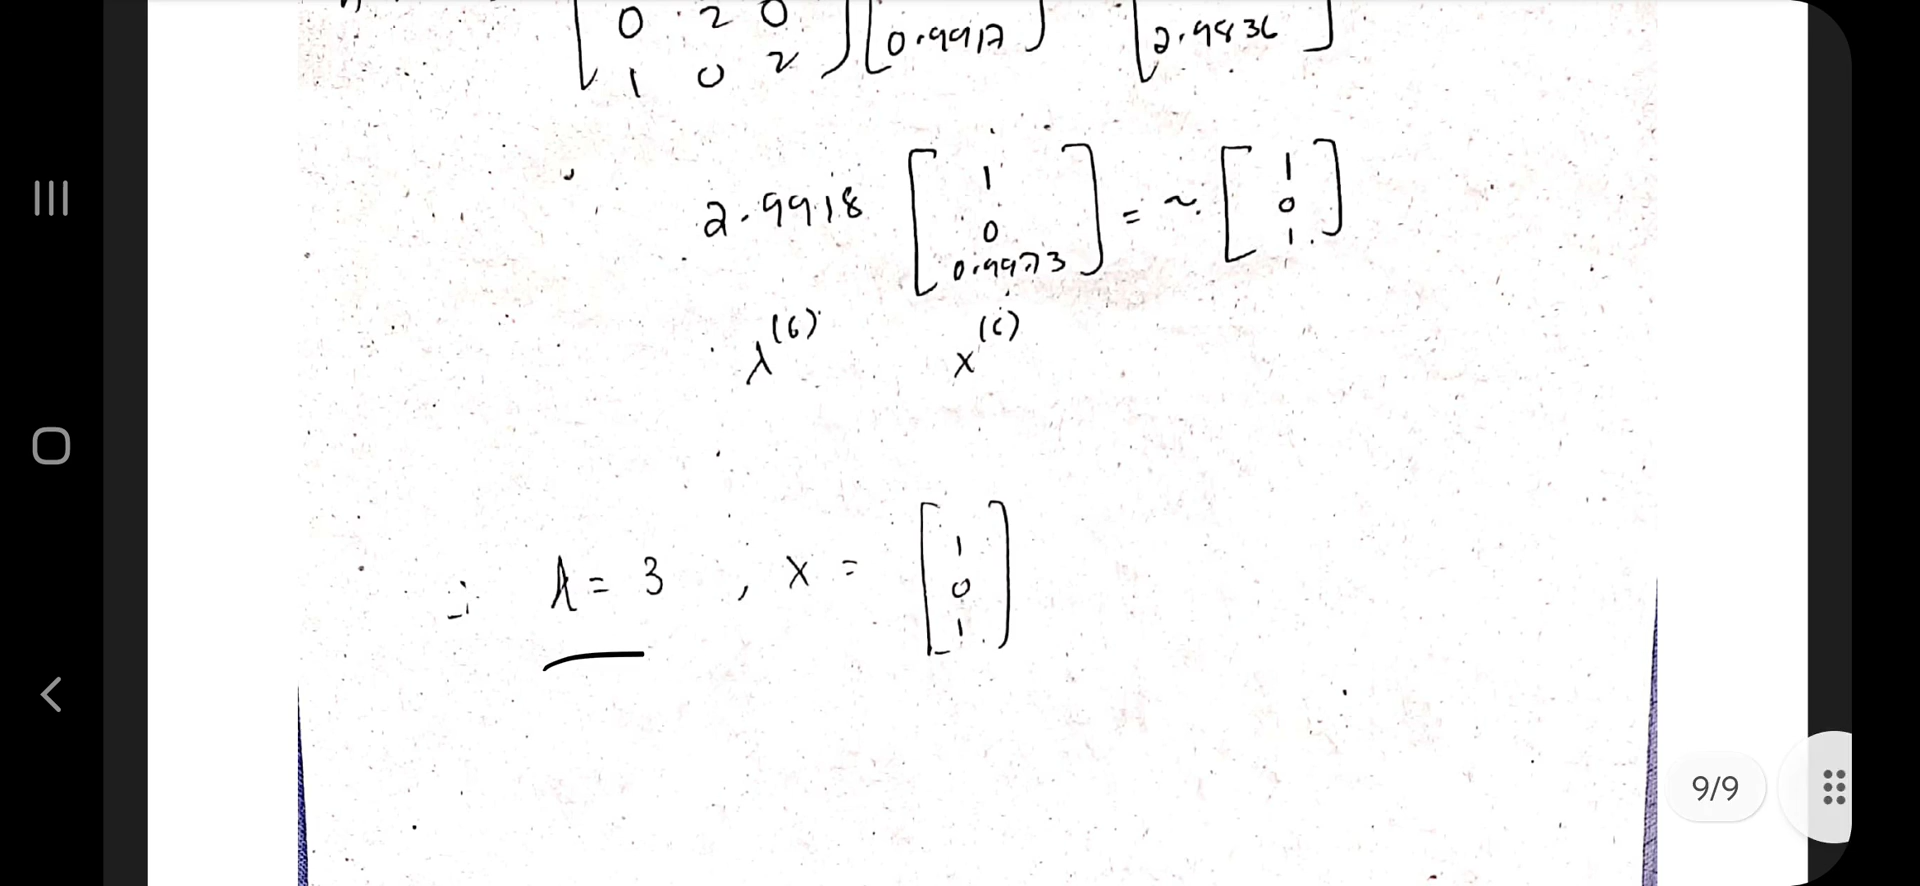 0 2 0 0.9917 2.9836
1 0 2
2.9918 [1 0 0.9973] = ~ [1 0 1]
λ(6) x(6)
∴ λ = 3 , x = [1 0 1]
9/9